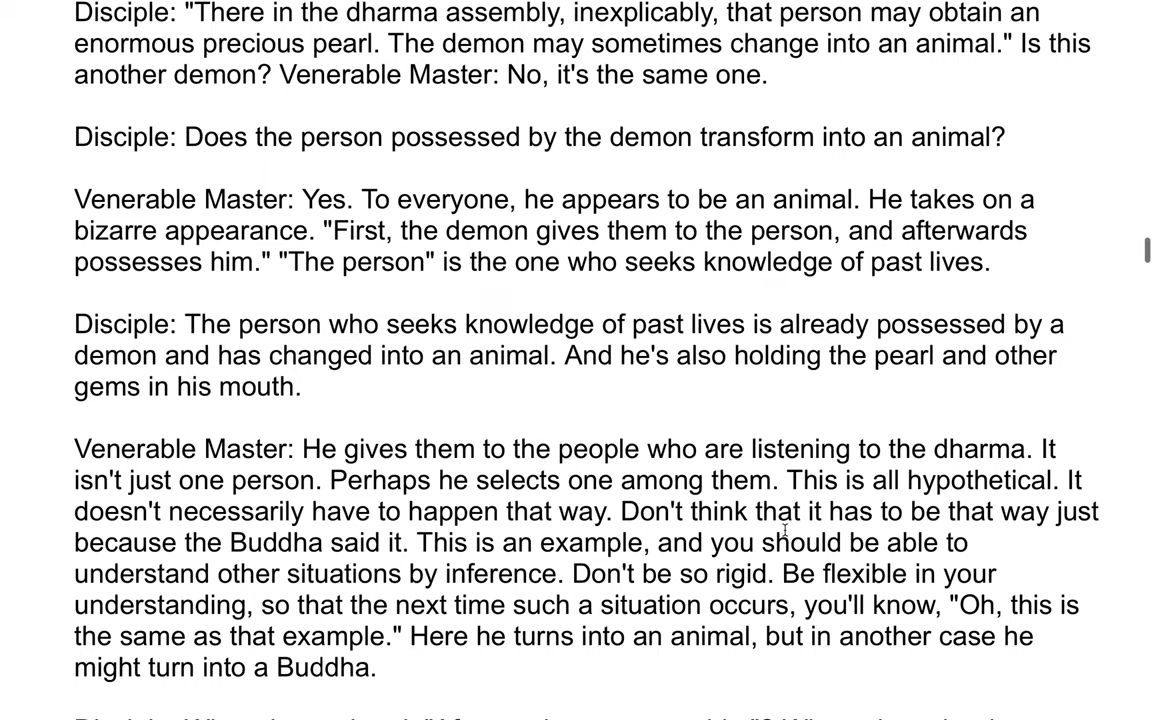 Disciple: "There in the dharma assembly, inexplicably, that person may obtain an
enormous precious pearl. The demon may sometimes change into an animal." Is this
another demon? Venerable Master: No, it's the same one.
Disciple: Does the person possessed by the demon transform into an animal?
Venerable Master: Yes. To everyone, he appears to be an animal. He takes on a
bizarre appearance. "First, the demon gives them to the person, and afterwards
possesses him." "The person" is the one who seeks knowledge of past lives.
Disciple: The person who seeks knowledge of past lives is already possessed by a
demon and has changed into an animal. And he's also holding the pearl and other
gems in his mouth.
Venerable Master: He gives them to the people who are listening to the dharma. It
isn't just one person. Perhaps he selects one among them. This is all hypothetical. It
doesn't necessarily have to happen that way. Don't think that it has to be that way just
because the Buddha said it. This is an example, and you should be able to
understand other situations by inference. Don't be so rigid. Be flexible in your
understanding, so that the next time such a situation occurs, you'll know, "Oh, this is
the same as that example." Here he turns into an animal, but in another case he
might turn into a Buddha.